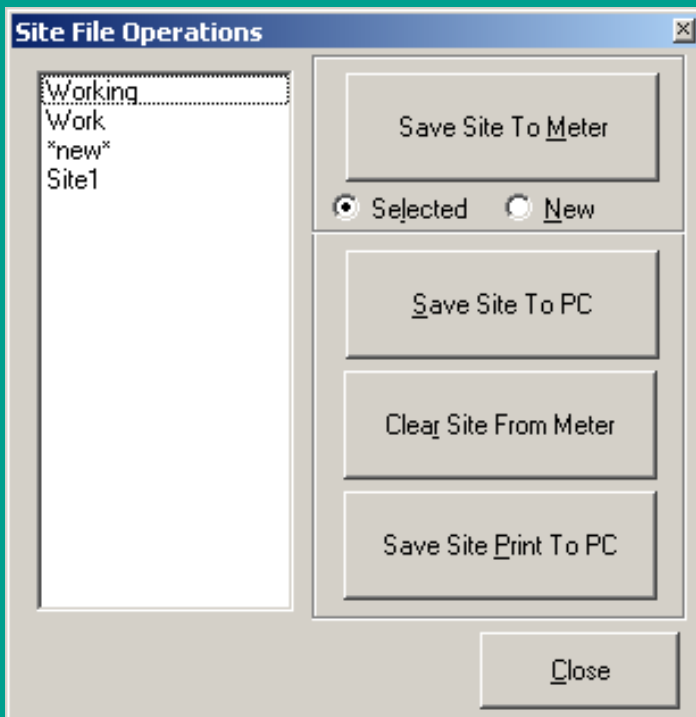 Site File Operations
Working
Work
*new*
Site1
Save Site To Meter
Selected New
Save Site To PC
Clear Site From Meter
Save Site Print To PC
Close